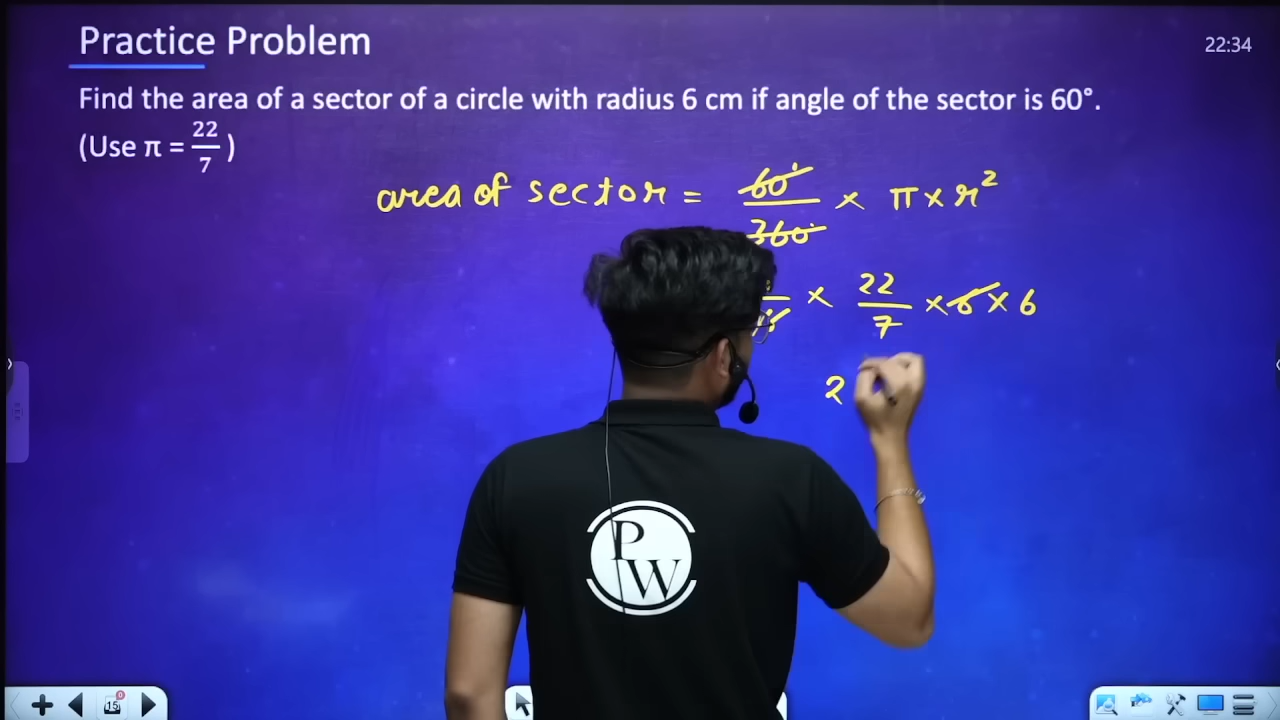 Practice Problem
22:34
Find the area of a sector of a circle with radius 6 cm if angle of the sector is 60°.
(Use π = 22/7 )
area of sector = 60°/360° × π × r²
× 22/7 × 6 × 6
2
PW
15
0